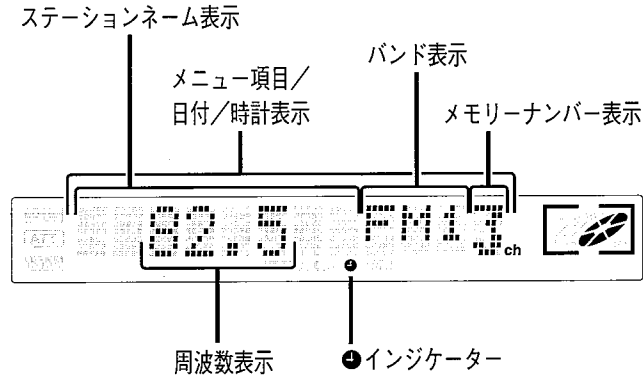 ステーションネーム表示
バンド表示
メニュー項目/
日付/時計表示
メモリーナンバー表示
ATT
82.5 FM1 3ch
周波数表示
インジケーター